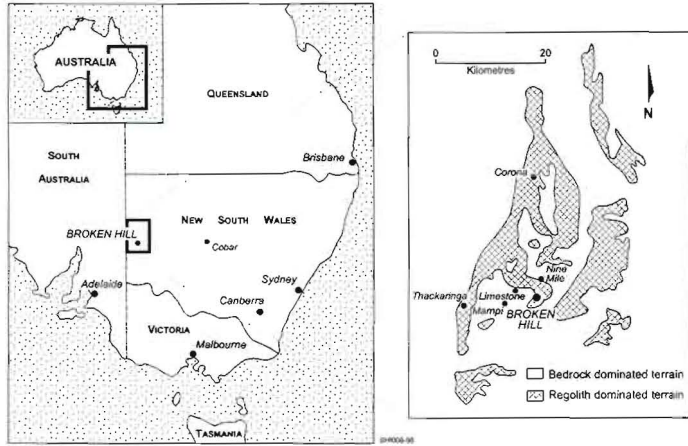 AUSTRALIA
QUEENSLAND
SOUTH
AUSTRALIA
Brisbane
NEW SOUTH WALES
BROKEN HILL
Cobar
Adelaide
Sydney
Canberra
VICTORIA
Malbourne
TASMANIA
0 20
Kilometres
N
Corona
Nine
Mile
Thackaringa
Limestone
Mampi
BROKEN
HILL
Bedrock dominated terrain
Regolith dominated terrain